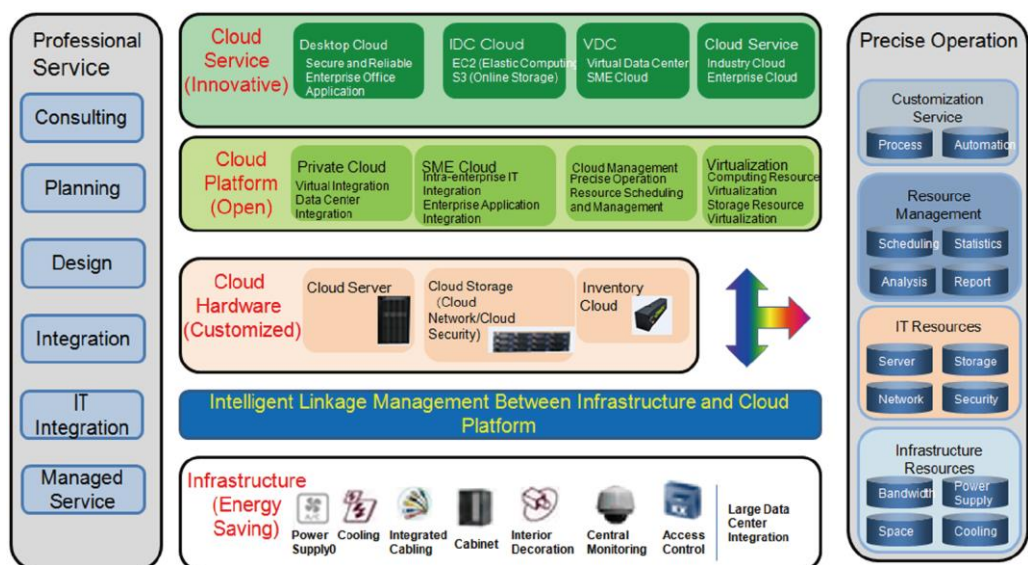 Professional
Service
Consulting
Planning
Design
Integration
IT
Integration
Managed
Service
Cloud
Service
(Innovative)
Desktop Cloud
Secure and Reliable
Enterprise Office
Application
IDC Cloud
EC2 (Elastic Computing
S3 (Online Storage)
VDC
Virtual Data Center
SME Cloud
Cloud Service
Industry Cloud
Enterprise Cloud
Cloud
Platform
(Open)
Private Cloud
Virtual Integration
Data Center
Integration
SME Cloud
Intra-enterprise IT
Integration
Enterprise Application
Integration
Cloud Management
Precise Operation
Resource Scheduling
and Management
Virtualization
Computing Resource
Virtualization
Storage Resource
Virtualization
Cloud
Hardware
(Customized)
Cloud Server
Cloud Storage
(Cloud
Network/Cloud
Security)
Inventory
Cloud
Intelligent Linkage Management Between Infrastructure and Cloud
Platform
Infrastructure
(Energy
Saving)
A/C
Power
Supply0
Cooling
Integrated
Cabling
Cabinet
Interior
Decoration
Central
Monitoring
KX
Access
Control
Large Data
Center
Integration
Precise Operation
Customization
Service
Process
Automation
Resource
Management
Scheduling
Statistics
Analysis
Report
IT Resources
Server
Storage
Network
Security
Infrastructure
Resources
Bandwidth
Power
Supply
Space
Cooling